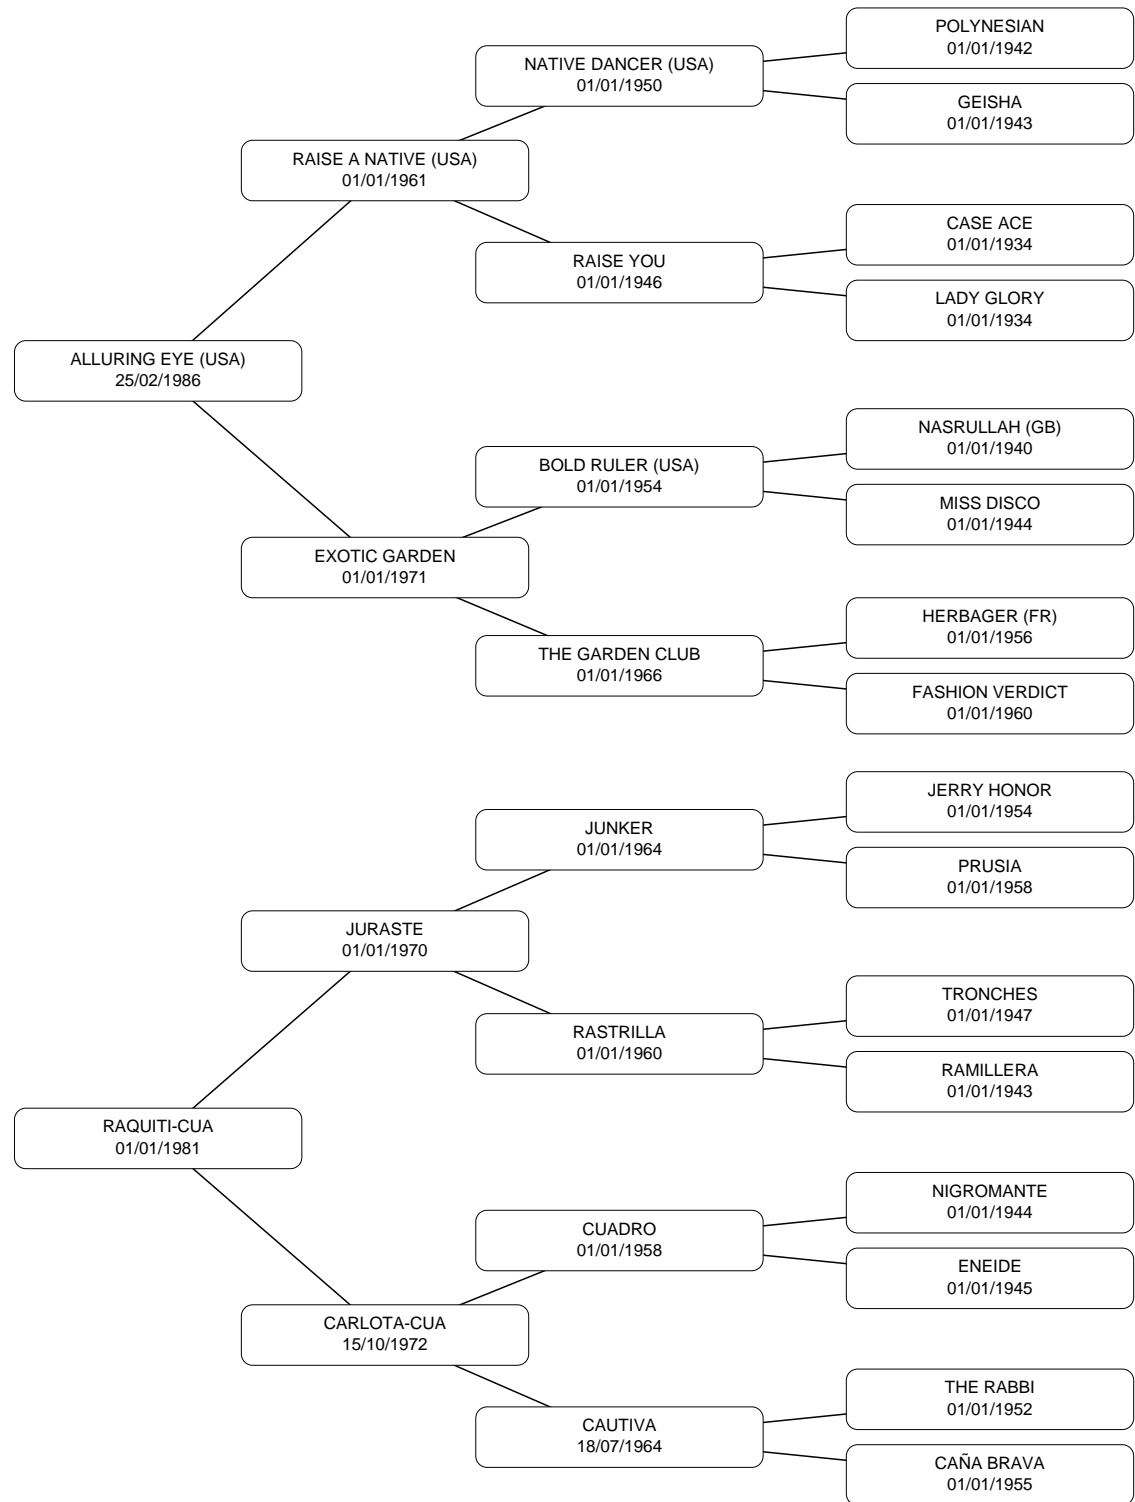 POLYNESIAN
01/01/1942
NATIVE DANCER (USA)
01/01/1950
GEISHA
01/01/1943
RAISE A NATIVE (USA)
01/01/1961
CASE ACE
01/01/1934
RAISE YOU
01/01/1946
LADY GLORY
01/01/1934
ALLURING EYE (USA)
25/02/1986
NASRULLAH (GB)
01/01/1940
BOLD RULER (USA)
01/01/1954
MISS DISCO
01/01/1944
EXOTIC GARDEN
01/01/1971
HERBAGER (FR)
01/01/1956
THE GARDEN CLUB
01/01/1966
FASHION VERDICT
01/01/1960
JERRY HONOR
01/01/1954
JUNKER
01/01/1964
PRUSIA
01/01/1958
JURASTE
01/01/1970
TRONCHES
01/01/1947
RASTRILLA
01/01/1960
RAMILLERA
01/01/1943
RAQUITI-CUA
01/01/1981
NIGROMANTE
01/01/1944
CUADRO
01/01/1958
ENEIDE
01/01/1945
CARLOTA-CUA
15/10/1972
THE RABBI
01/01/1952
CAUTIVA
18/07/1964
CAÑA BRAVA
01/01/1955